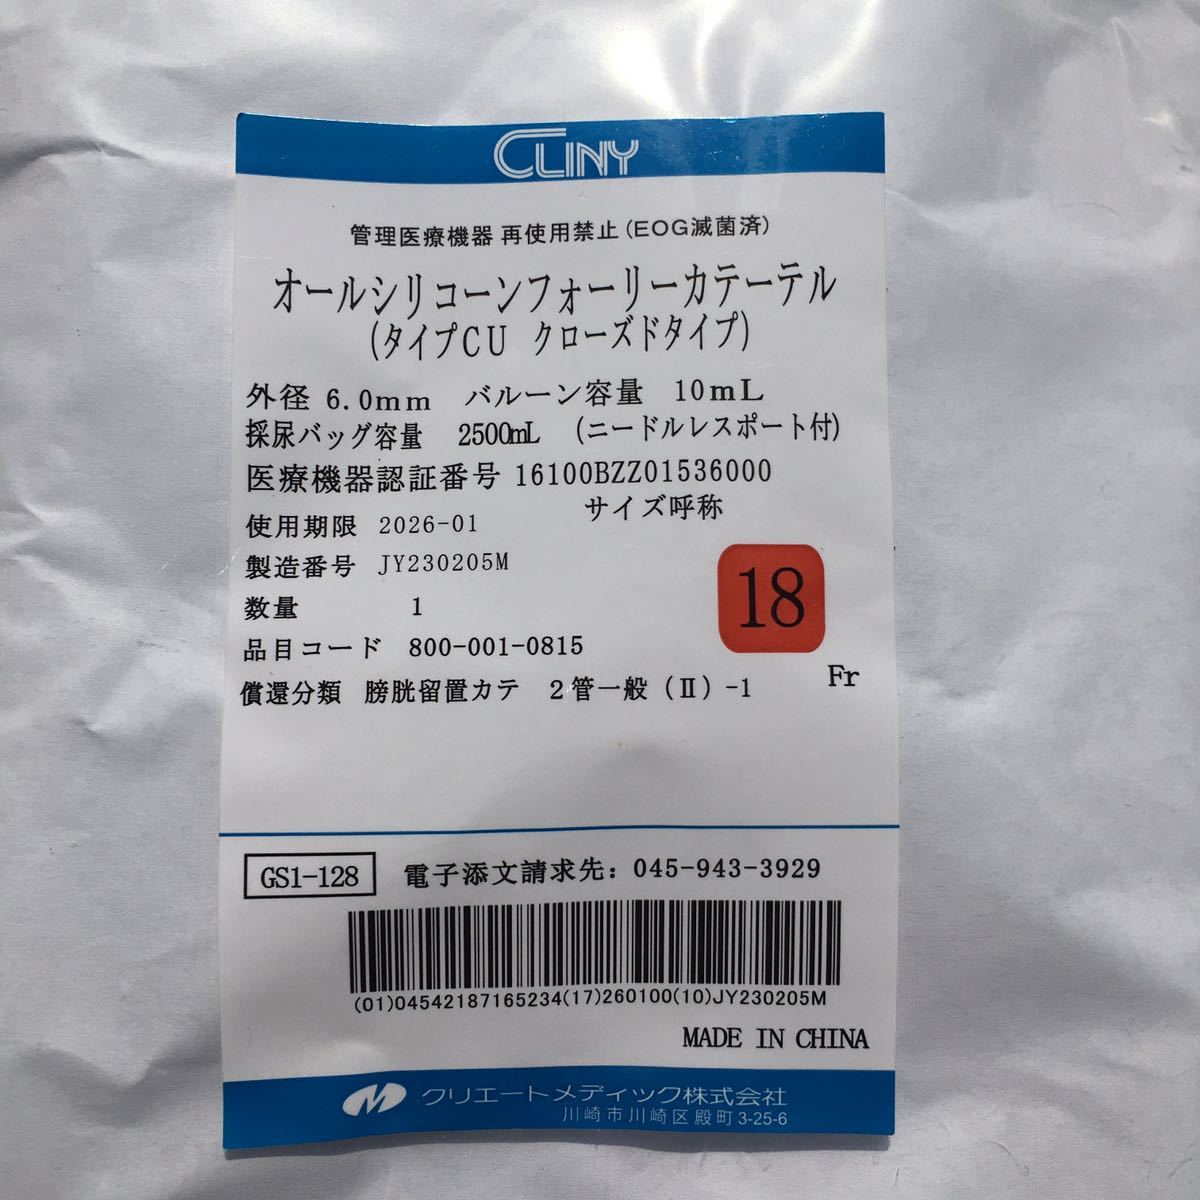 CLINY
管理医療機器 再使用禁止(EOG滅菌済)
オールシリコーンフォーリーカテーテル
(タイプCU クローズドタイプ)
外径 6.0mm バルーン容量 10mL
採尿バッグ容量 2500mL (ニードルレスポート付)
医療機器認証番号 16100BZZ01536000
サイズ呼称
使用期限 2026-01
製造番号 JY230205M
18
数量 1
品目コード 800-001-0815
Fr
償還分類 膀胱留置カテ 2管一般(Ⅱ)-1
GS1-128 電子添文請求先: 045-943-3929
(01)04542187165234(17)260100(10)JY230205M
MADE IN CHINA
クリエートメディック株式会社
川崎市川崎区殿町3-25-6